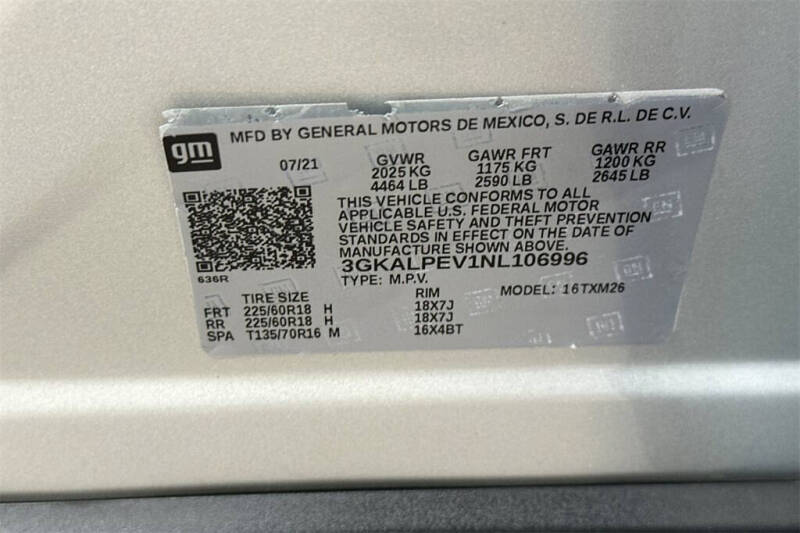 gm MFD BY GENERAL MOTORS DE MEXICO, S. DE R.L. DE C.V.
07/21 GVWR GAWR FRT GAWR RR
2025 KG 1175 KG 1200 KG
4464 LB 2590 LB 2645 LB
THIS VEHICLE CONFORMS TO ALL
APPLICABLE U.S. FEDERAL MOTOR
VEHICLE SAFETY AND THEFT PREVENTION
STANDARDS IN EFFECT ON THE DATE OF
MANUFACTURE SHOWN ABOVE.
3GKALPEV1NL106996
636R
TYPE: M.P.V. MODEL: 16TXM26
TIRE SIZE RIM
FRT 225/60R18 H 18X7J
RR 225/60R18 H 18X7J
SPA T135/70R16 M 16X4BT